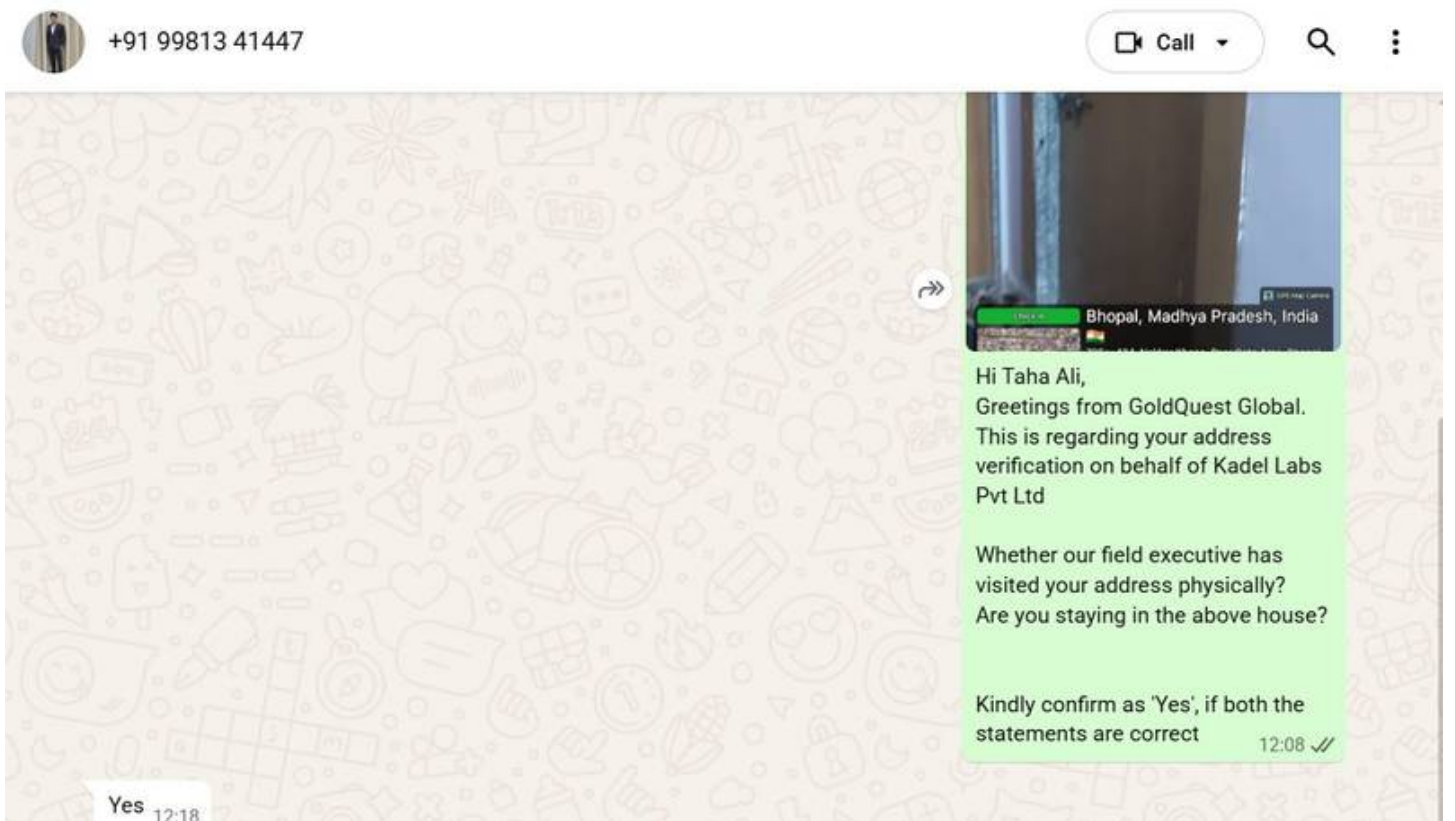 +91 99813 41447
Call
GPS Map Camera
Bhopal, Madhya Pradesh, India
Hi Taha Ali,
Greetings from GoldQuest Global.
This is regarding your address
verification on behalf of Kadel Labs
Pvt Ltd
Whether our field executive has
visited your address physically?
Are you staying in the above house?
Kindly confirm as 'Yes', if both the
statements are correct
12:08
Yes 12:18